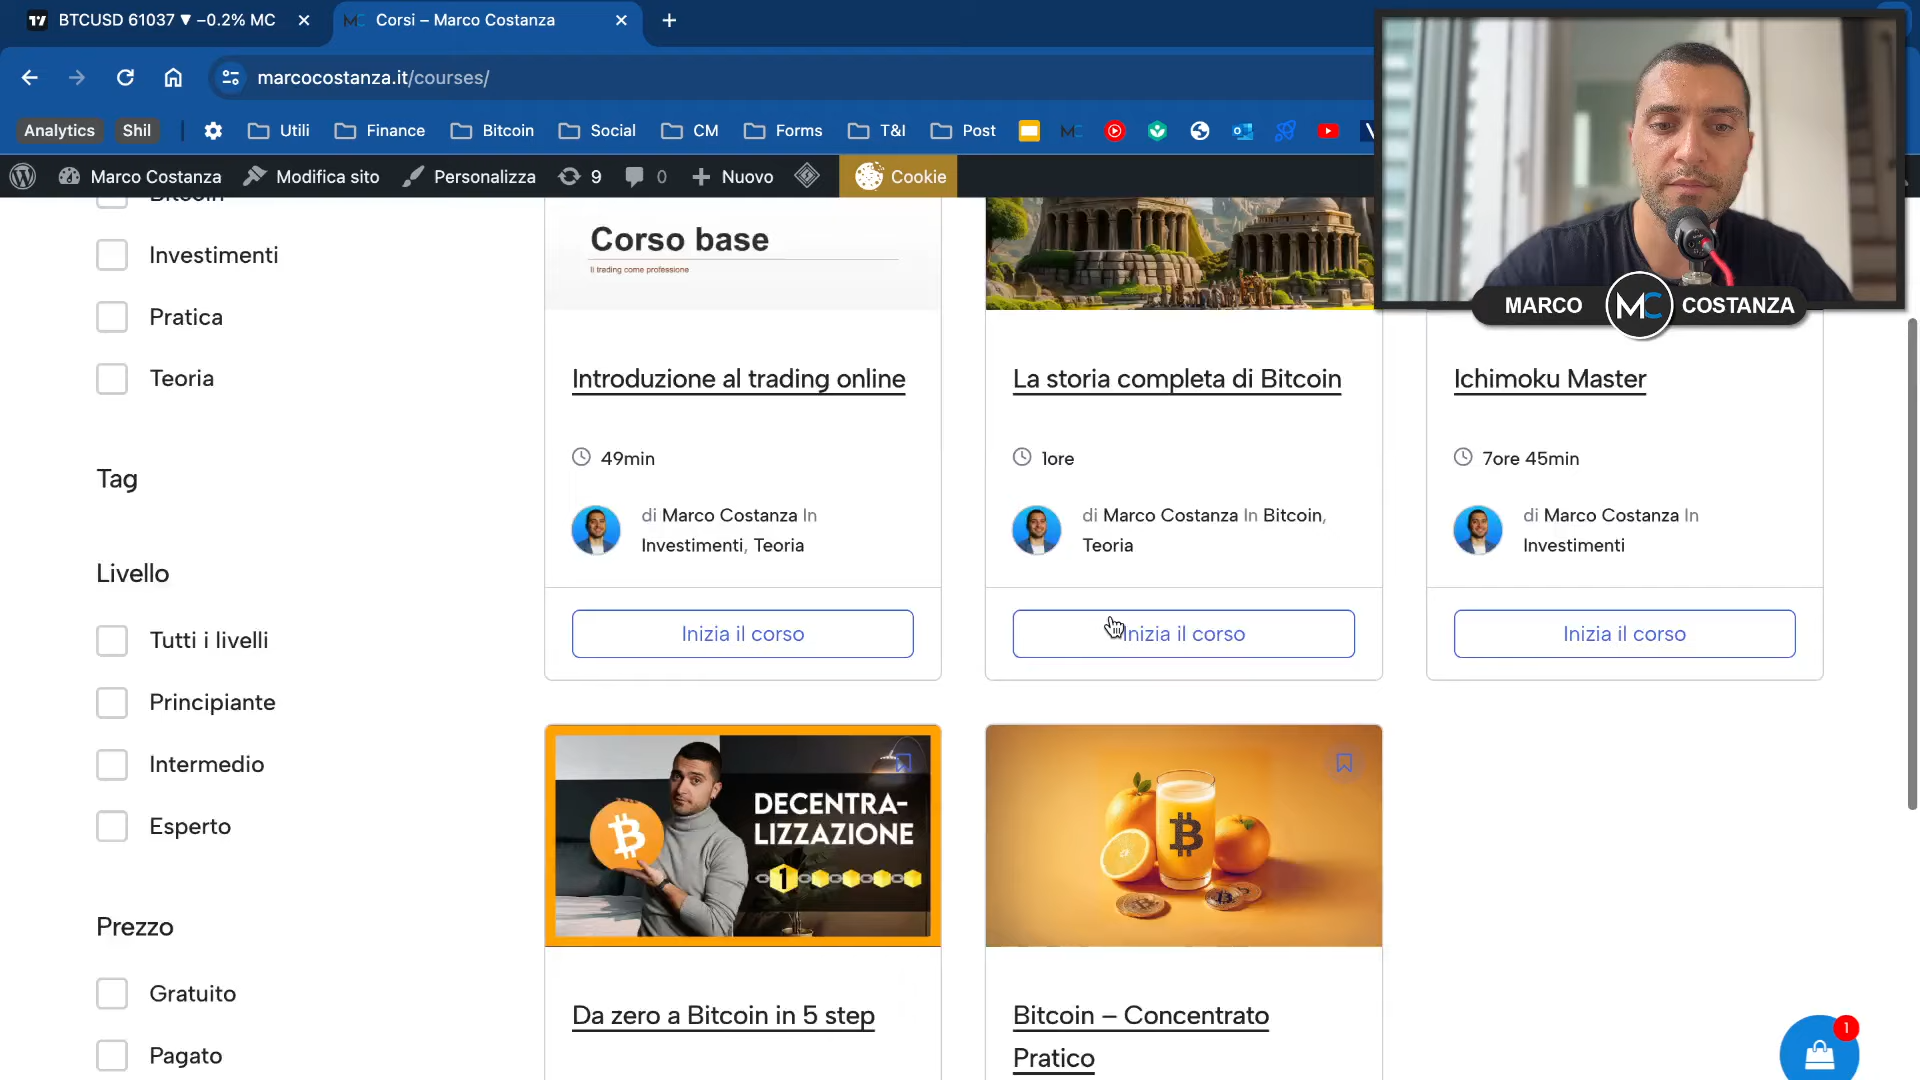 BTCUSD 61037 ▼ −0.2% MC
Corsi – Marco Costanza
marcocostanza.it/courses/
Analytics
Shil
Utili
Finance
Bitcoin
Social
CM
Forms
T&I
Post
Marco Costanza
Modifica sito
Personalizza
9
0
Nuovo
Cookie
MARCO MC COSTANZA
Bitcoin
Investimenti
Pratica
Teoria
Tag
Livello
Tutti i livelli
Principiante
Intermedio
Esperto
Prezzo
Gratuito
Pagato
Corso base
Il trading come professione
Introduzione al trading online
49min
di Marco Costanza In
Investimenti, Teoria
Inizia il corso
La storia completa di Bitcoin
1ore
di Marco Costanza In Bitcoin,
Teoria
Inizia il corso
Ichimoku Master
7ore 45min
di Marco Costanza In
Investimenti
Inizia il corso
DECENTRA-
LIZZAZIONE
1
Da zero a Bitcoin in 5 step
Bitcoin – Concentrato
Pratico
1